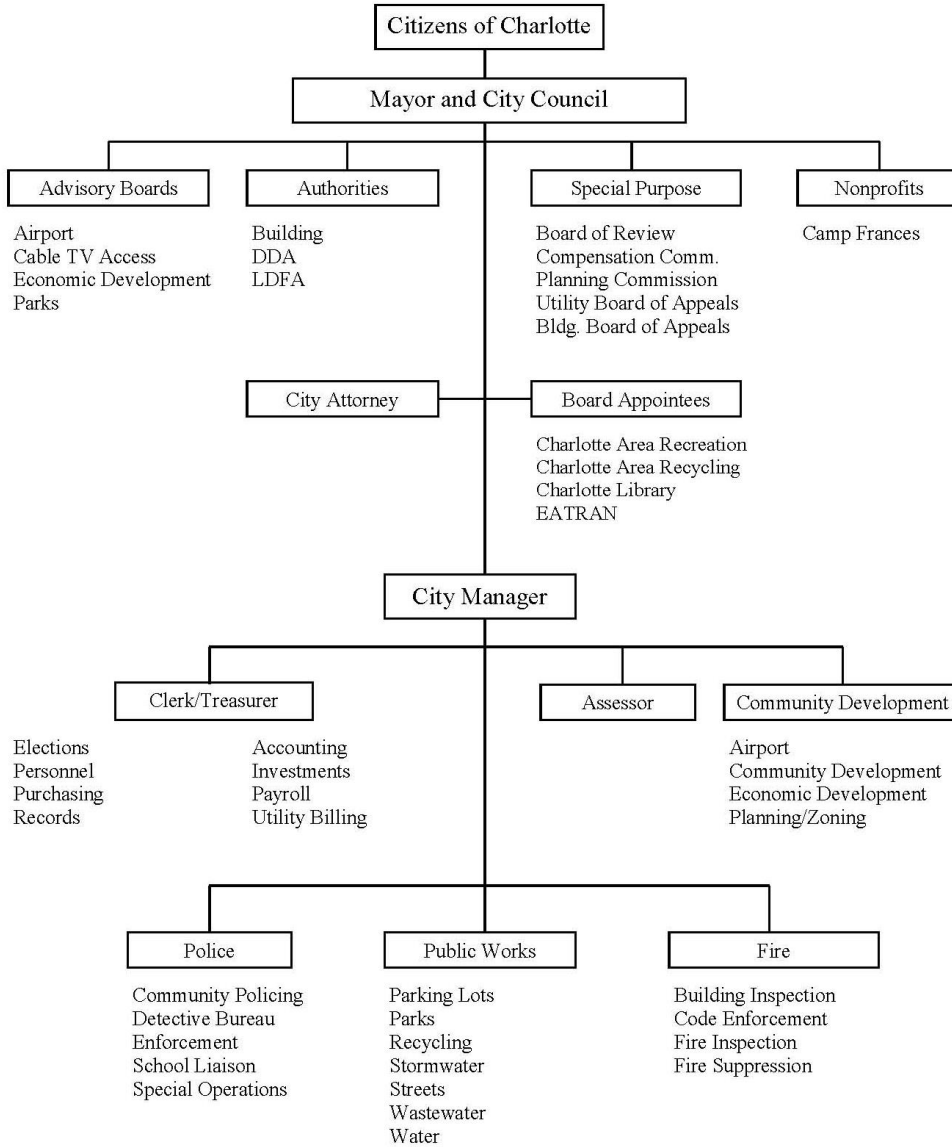 Citizens of Charlotte
Mayor and City Council
Advisory Boards
Airport
Cable TV Access
Economic Development
Parks
Authorities
Building
DDA
LDFA
Special Purpose
Board of Review
Compensation Comm.
Planning Commission
Utility Board of Appeals
Bldg. Board of Appeals
Nonprofits
Camp Frances
City Attorney
Board Appointees
Charlotte Area Recreation
Charlotte Area Recycling
Charlotte Library
EATRAN
City Manager
Clerk/Treasurer
Elections
Personnel
Purchasing
Records
Accounting
Investments
Payroll
Utility Billing
Assessor
Community Development
Airport
Community Development
Economic Development
Planning/Zoning
Police
Community Policing
Detective Bureau
Enforcement
School Liaison
Special Operations
Public Works
Parking Lots
Parks
Recycling
Stormwater
Streets
Wastewater
Water
Fire
Building Inspection
Code Enforcement
Fire Inspection
Fire Suppression